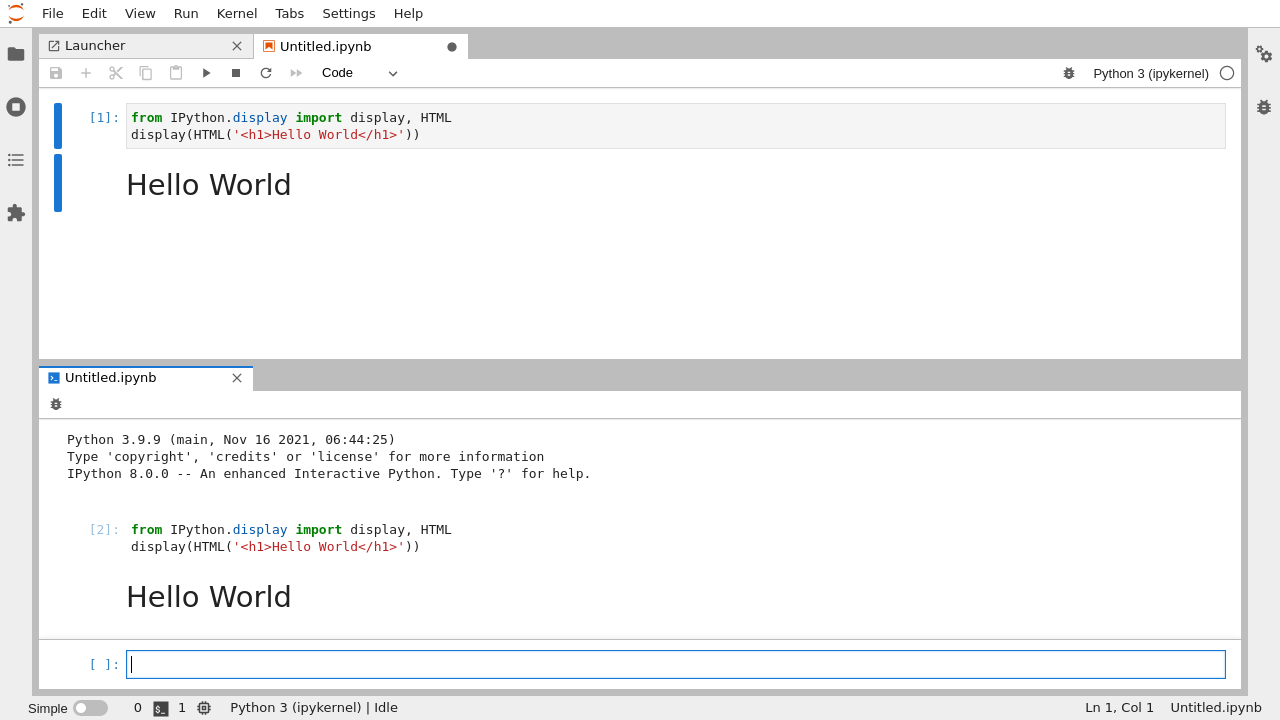 File Edit View Run Kernel Tabs Settings Help
Launcher
Untitled.ipynb
Code
Python 3 (ipykernel)
[1]: from IPython.display import display, HTML
display(HTML('<h1>Hello World</h1>'))
Hello World
Untitled.ipynb
Python 3.9.9 (main, Nov 16 2021, 06:44:25)
Type 'copyright', 'credits' or 'license' for more information
IPython 8.0.0 -- An enhanced Interactive Python. Type '?' for help.
[2]: from IPython.display import display, HTML
display(HTML('<h1>Hello World</h1>'))
Hello World
[ ]:
Simple 0 $_ 1 Python 3 (ipykernel) | Idle Ln 1, Col 1 Untitled.ipynb